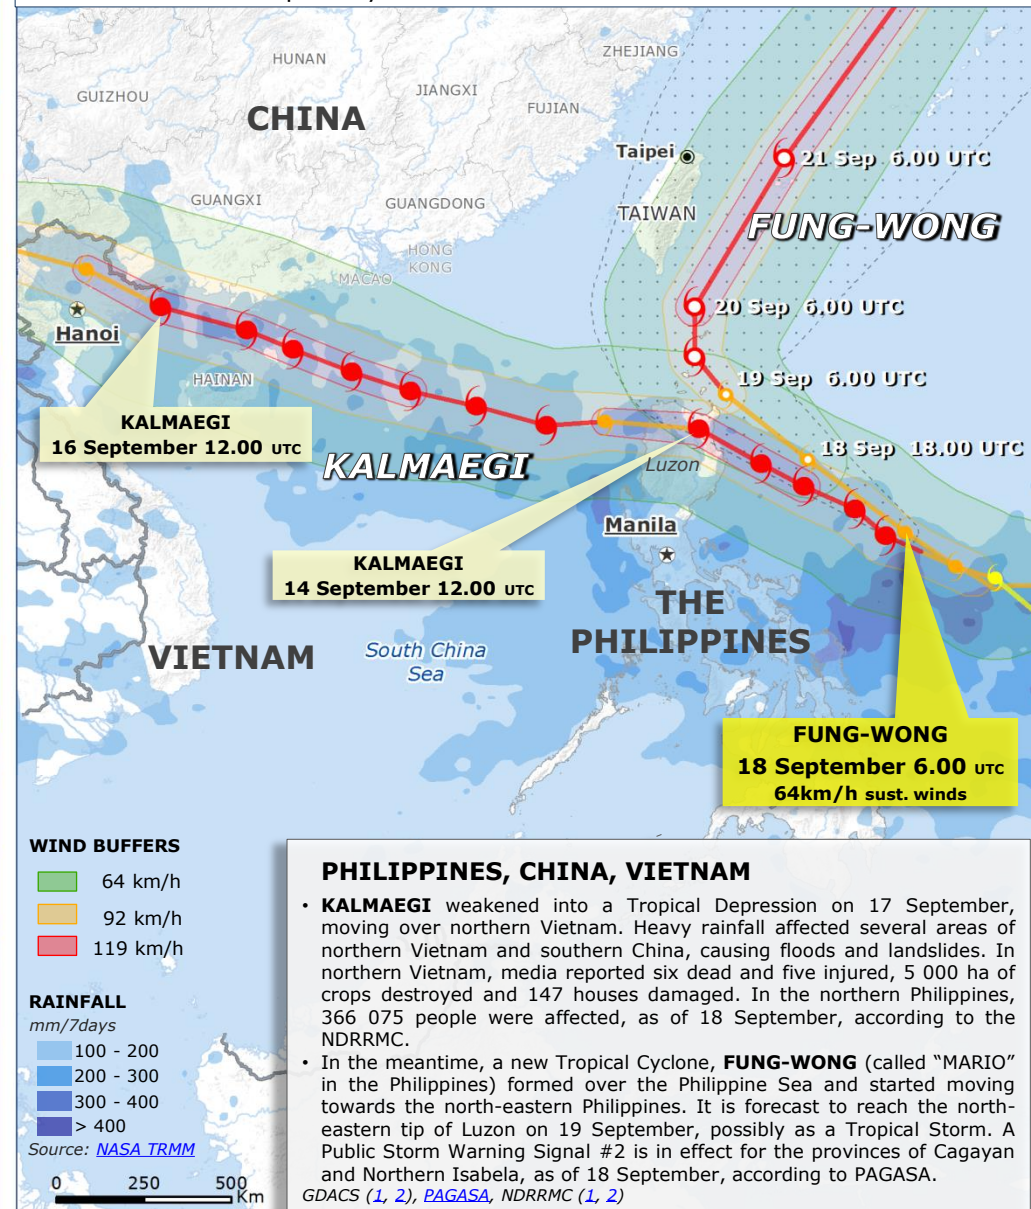 ZHEJIANG
HUNAN
JIANGXI
GUIZHOU
FUJIAN
CHINA
Taipei
21 Sep 6.00 UTC
GUANGXI
GUANGDONG
TAIWAN
FUNG-WONG
HONG
KONG
MACAO
20 Sep 6.00 UTC
Hanoi
HAINAN
19 Sep 6.00 UTC
KALMAEGI
16 September 12.00 UTC
KALMAEGI
18 Sep 18.00 UTC
Luzon
Manila
KALMAEGI
14 September 12.00 UTC
THE
PHILIPPINES
VIETNAM
South China
Sea
FUNG-WONG
18 September 6.00 UTC
64km/h sust. winds
WIND BUFFERS
64 km/h
92 km/h
119 km/h
RAINFALL
mm/7days
100 - 200
200 - 300
300 - 400
> 400
Source: NASA TRMM
0 250 500 Km
PHILIPPINES, CHINA, VIETNAM
• KALMAEGI weakened into a Tropical Depression on 17 September,
moving over northern Vietnam. Heavy rainfall affected several areas of
northern Vietnam and southern China, causing floods and landslides. In
northern Vietnam, media reported six dead and five injured, 5 000 ha of
crops destroyed and 147 houses damaged. In the northern Philippines,
366 075 people were affected, as of 18 September, according to the
NDRRMC.
• In the meantime, a new Tropical Cyclone, FUNG-WONG (called “MARIO”
in the Philippines) formed over the Philippine Sea and started moving
towards the north-eastern Philippines. It is forecast to reach the north-
eastern tip of Luzon on 19 September, possibly as a Tropical Storm. A
Public Storm Warning Signal #2 is in effect for the provinces of Cagayan
and Northern Isabela, as of 18 September, according to PAGASA.
GDACS (1, 2), PAGASA, NDRRMC (1, 2)